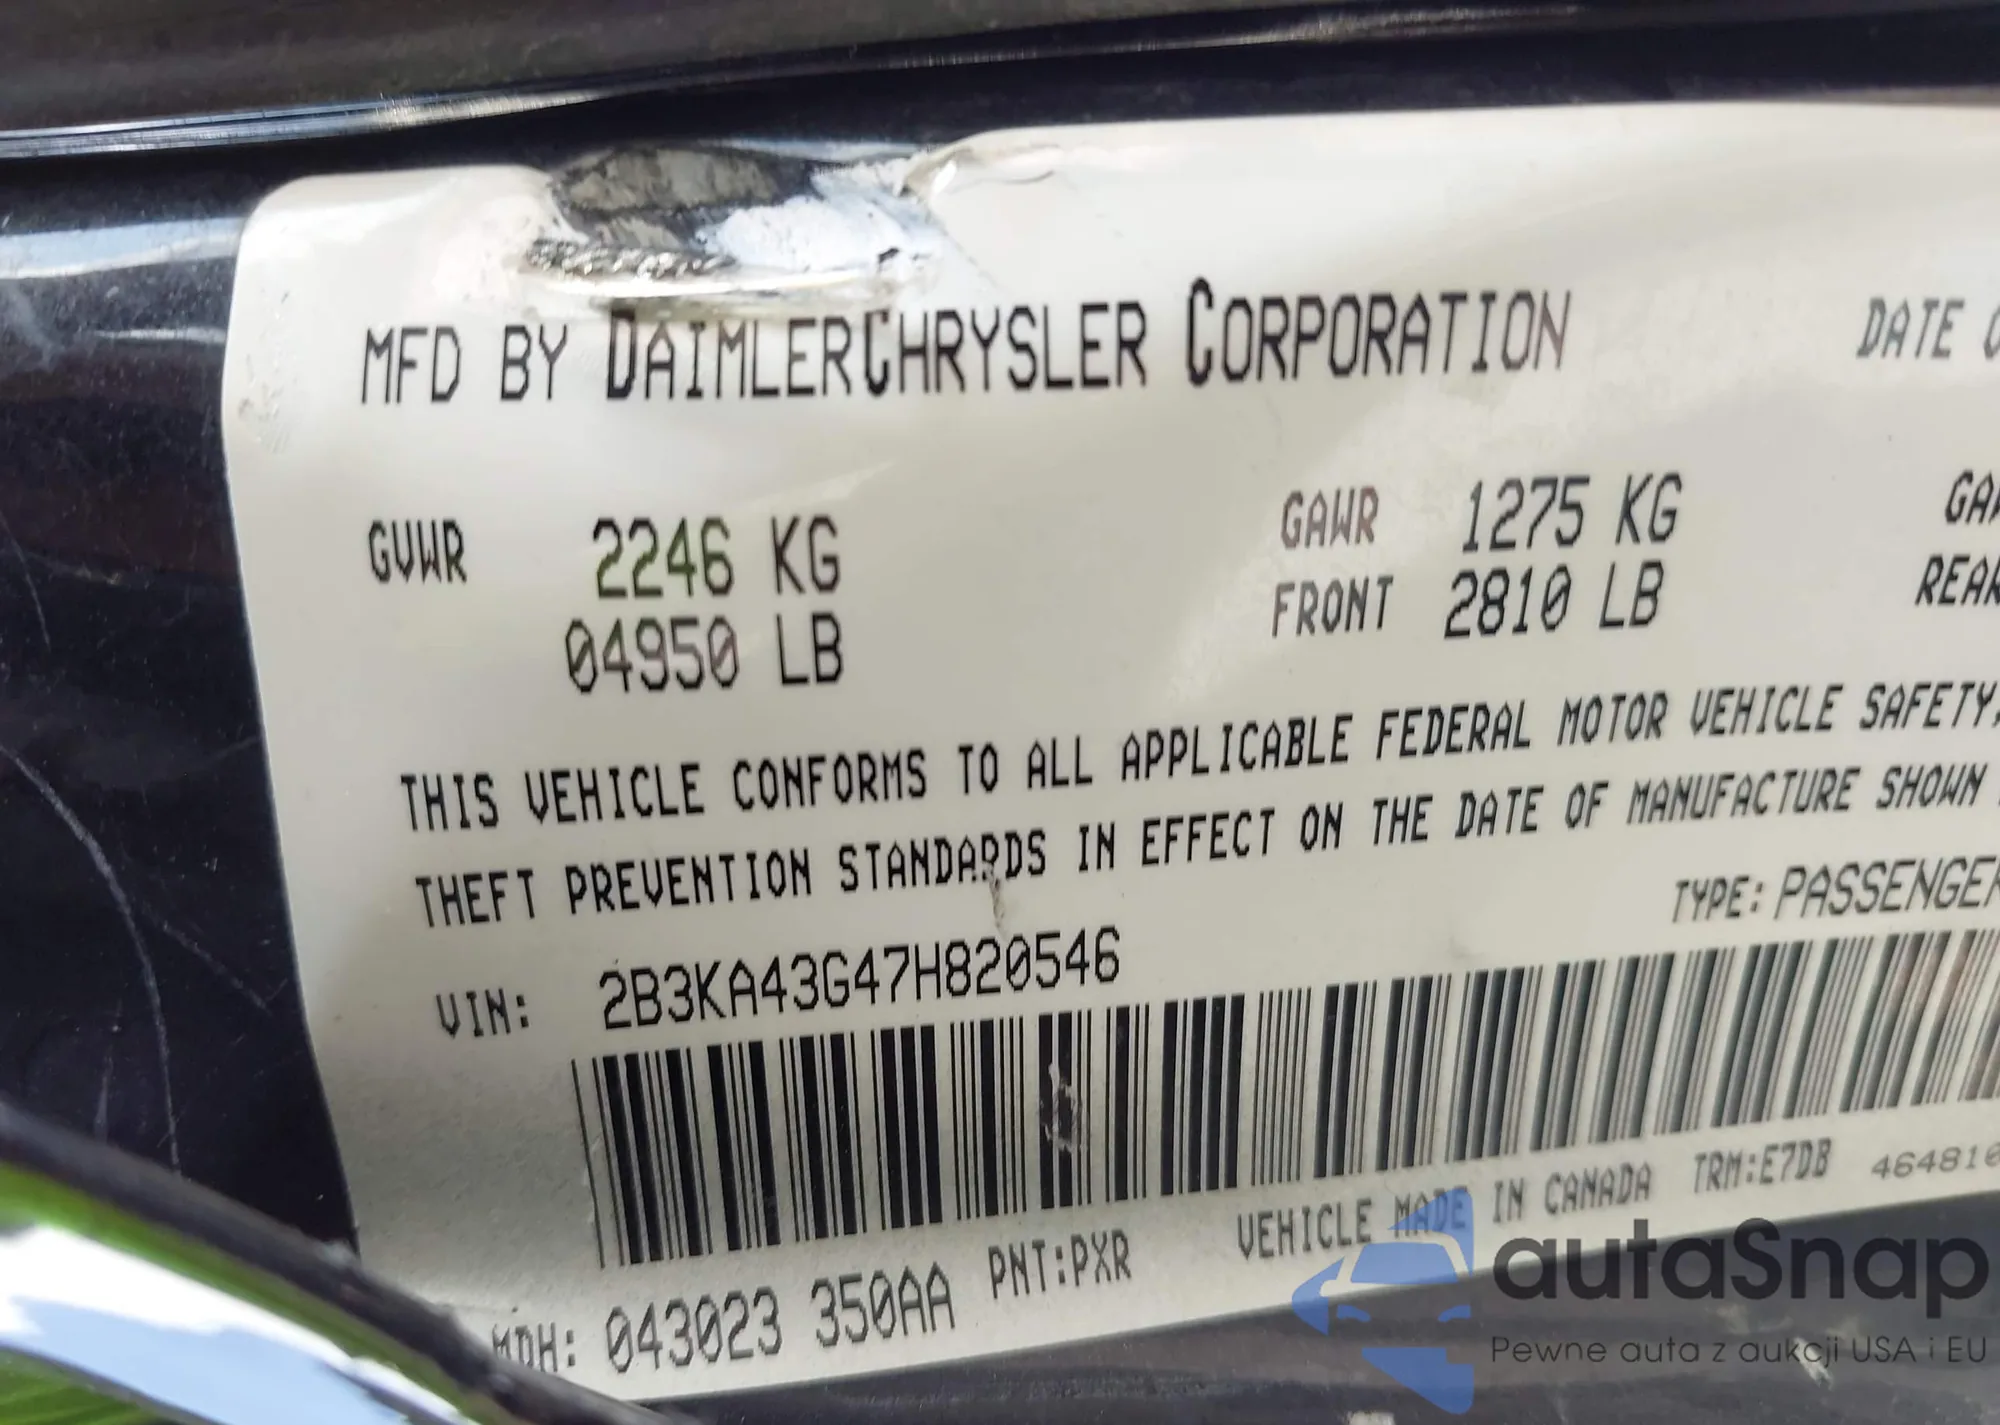 MFD BY DAIMLERCHRYSLER CORPORATION
DATE
GVWR 2246 KG
04950 LB
GAWR 1275 KG
FRONT 2810 LB
THIS VEHICLE CONFORMS TO ALL APPLICABLE FEDERAL MOTOR VEHICLE SAFETY,
THEFT PREVENTION STANDARDS IN EFFECT ON THE DATE OF MANUFACTURE SHOWN
TYPE: PASSENGER
VIN: 2B3KA43G47H820546
VEHICLE MADE IN CANADA TRM:E7DB 464810
MDH: 043023 350AA PNT:PXR
autaSnap
Pewne auta z aukcji USA i EU